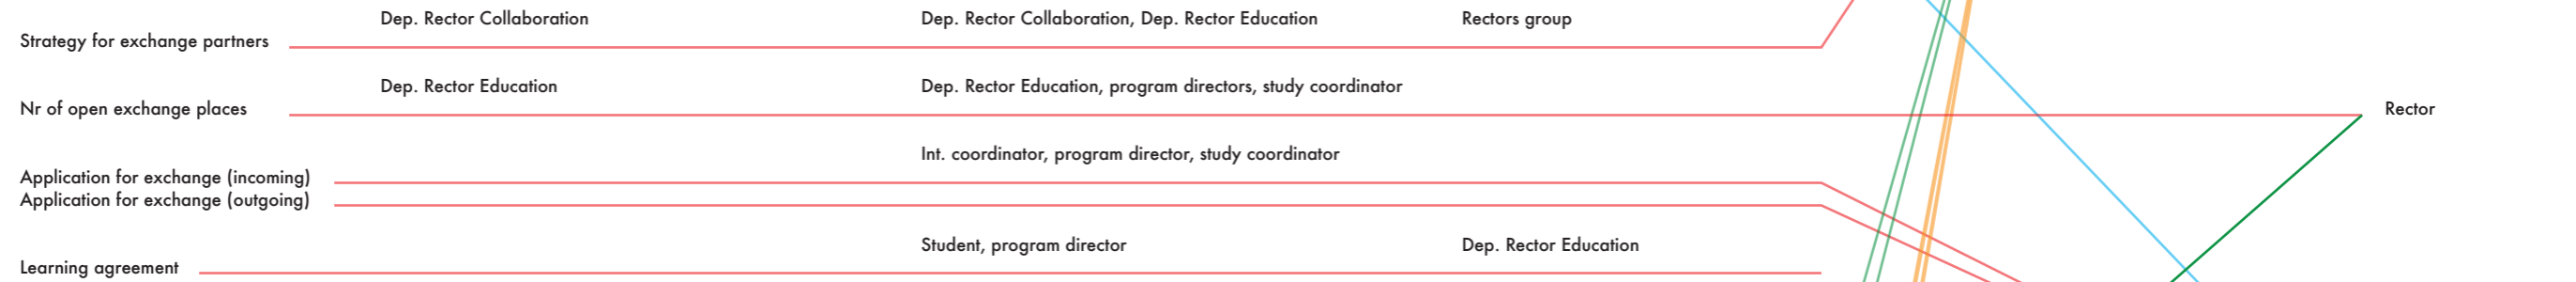 Dep. Rector Collaboration Dep. Rector Collaboration, Dep. Rector Education Rectors group
Strategy for exchange partners
Dep. Rector Education Dep. Rector Education, program directors, study coordinator
Nr of open exchange places Rector
Int. coordinator, program director, study coordinator
Application for exchange (incoming)
Application for exchange (outgoing)
Student, program director Dep. Rector Education
Learning agreement